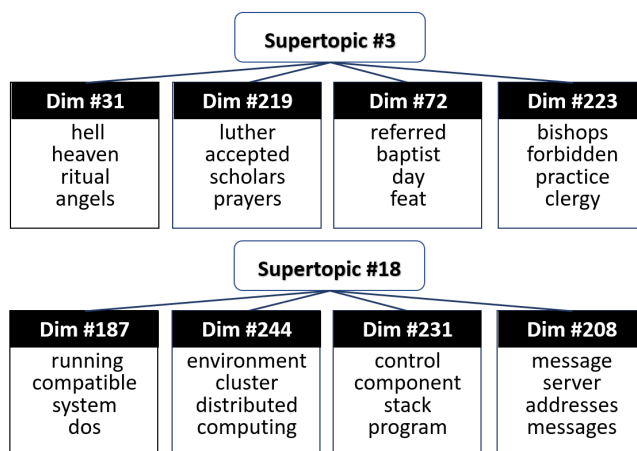 Supertopic #3
Dim #31 Dim #219 Dim #72 Dim #223
hell luther referred bishops
heaven accepted baptist forbidden
ritual scholars day practice
angels prayers feat clergy
Supertopic #18
Dim #187 Dim #244 Dim #231 Dim #208
running environment control message
compatible cluster component server
system distributed stack addresses
dos computing program messages